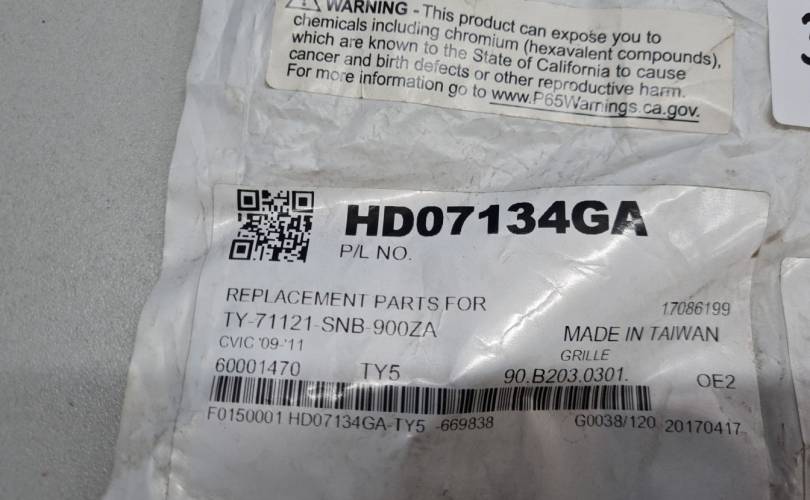 WARNING - This product can expose you to
chemicals including chromium (hexavalent compounds),
which are known to the State of California to cause
cancer and birth defects or other reproductive harm.
For more information go to www.P65Warnings.ca.gov.
HD07134GA
P/L NO.
REPLACEMENT PARTS FOR
17086199
TY-71121-SNB-900ZA
MADE IN TAIWAN
CVIC '09-'11
GRILLE
60001470 TY5 90.B203.0301. OE2
F0150001 HD07134GA-TY5 -669838 G0038/120 20170417